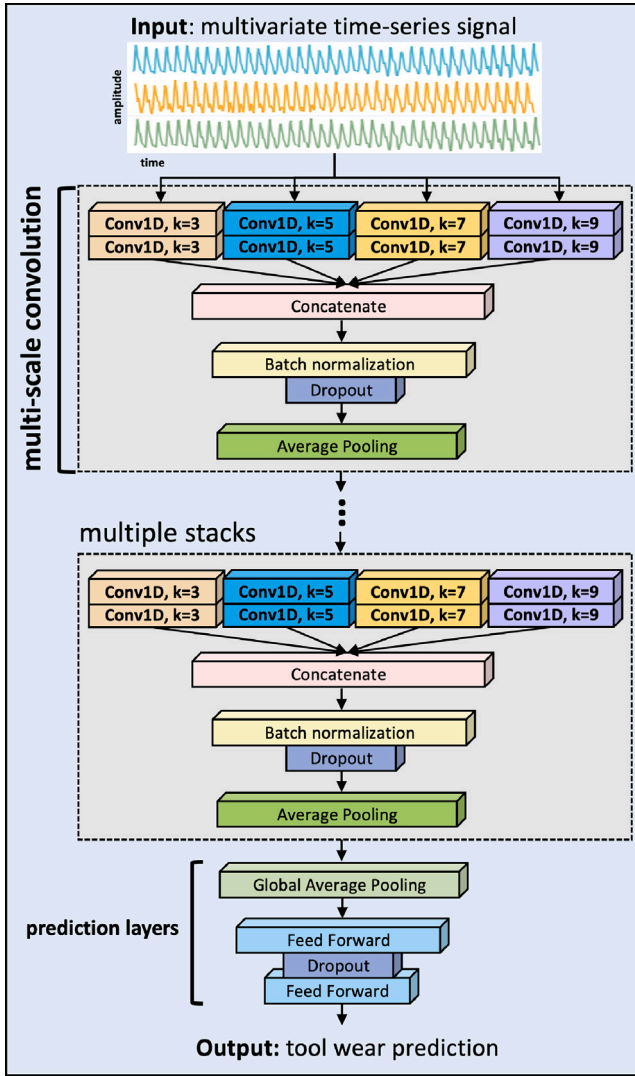 Input: multivariate time-series signal
amplitude
time
multi-scale convolution
Conv1D, k=3 Conv1D, k=5 Conv1D, k=7 Conv1D, k=9
Conv1D, k=3 Conv1D, k=5 Conv1D, k=7 Conv1D, k=9
Concatenate
Batch normalization
Dropout
Average Pooling
multiple stacks
Conv1D, k=3 Conv1D, k=5 Conv1D, k=7 Conv1D, k=9
Conv1D, k=3 Conv1D, k=5 Conv1D, k=7 Conv1D, k=9
Concatenate
Batch normalization
Dropout
Average Pooling
Global Average Pooling
prediction layers
Feed Forward
Dropout
Feed Forward
Output: tool wear prediction